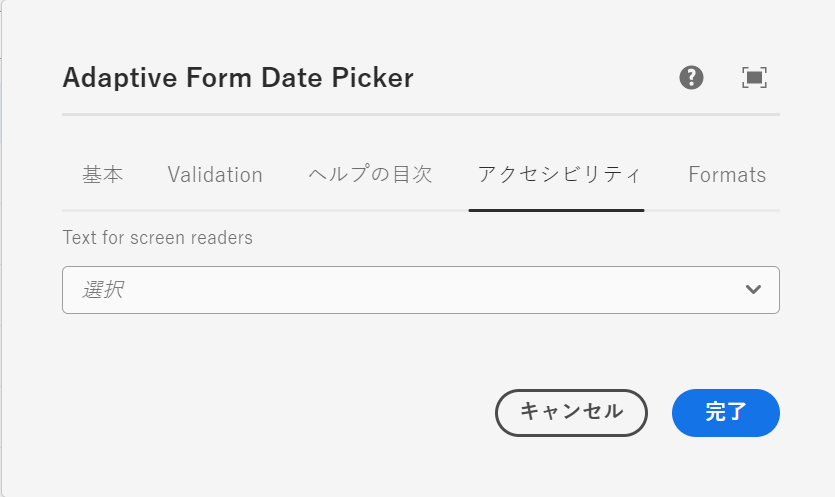 Adaptive Form Date Picker
基本 Validation ヘルプの目次 アクセシビリティ Formats
Text for screen readers
選択
キャンセル 完了